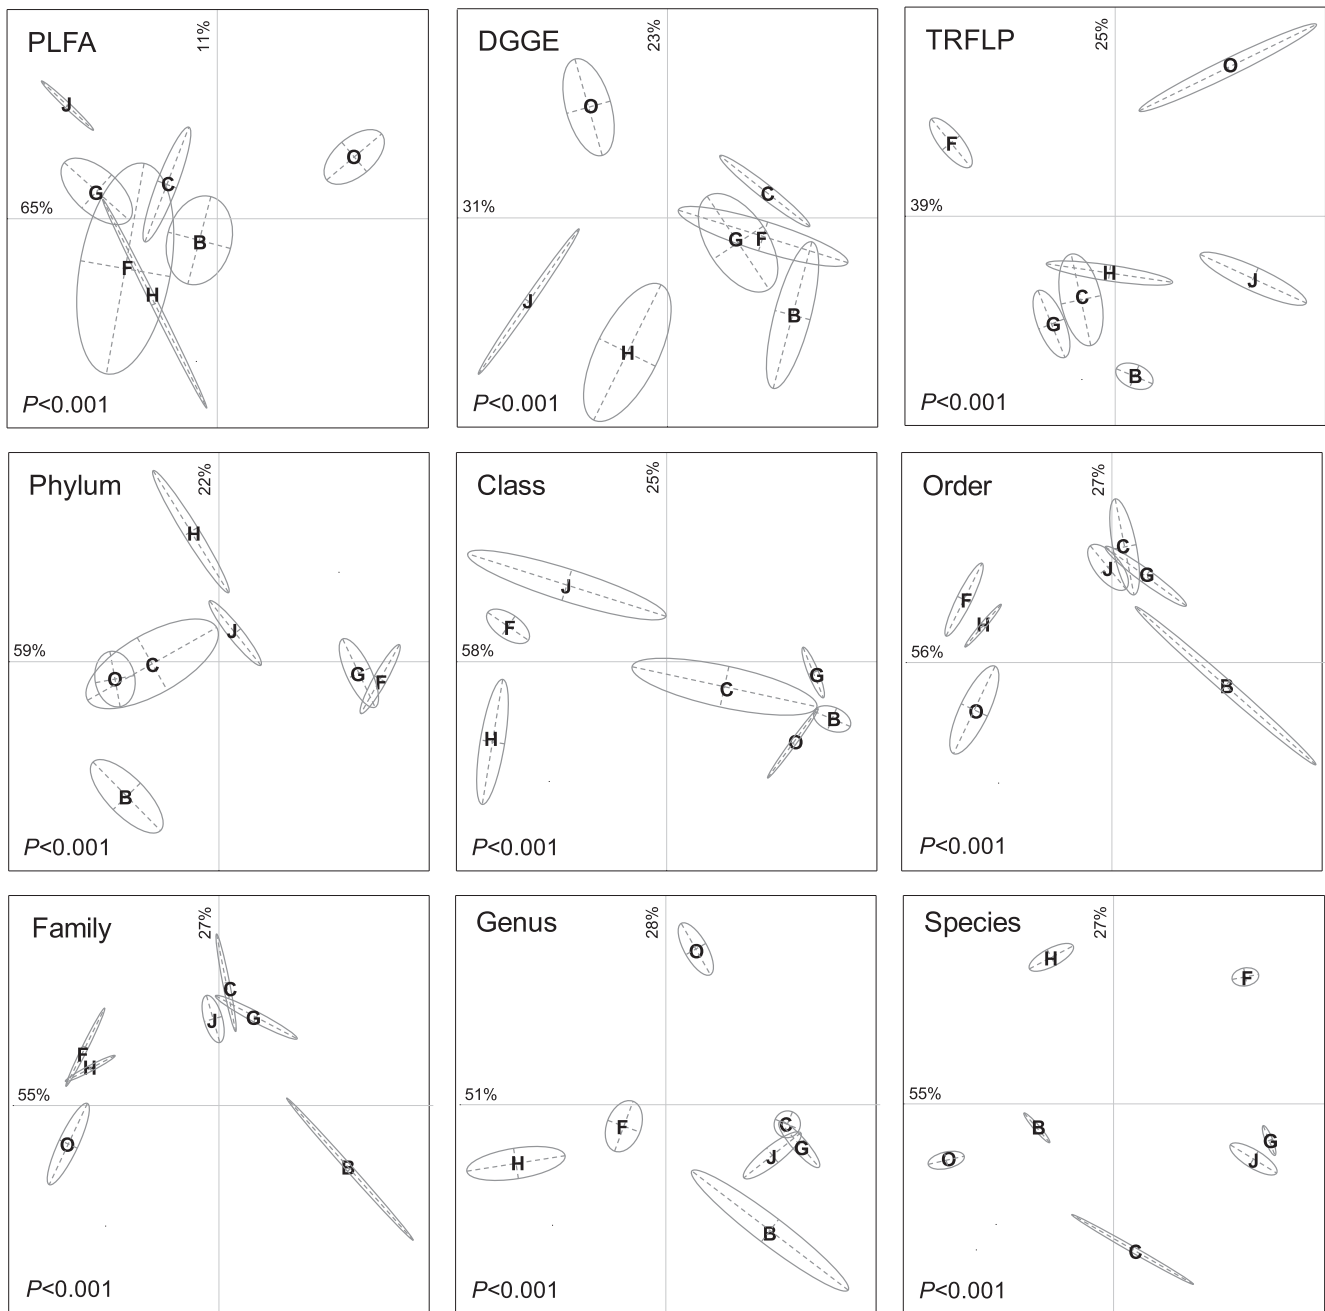 PLFA
11%
J
O
C
G
65%
B
F
H
P<0.001
DGGE
23%
O
C
31%
G F
J
B
H
P<0.001
TRFLP
25%
O
F
39%
H
J
C
G
B
P<0.001
Phylum
22%
H
J
59%
C
G
O
F
B
P<0.001
Class
25%
J
F
58%
G
C
B
H
O
P<0.001
Order
27%
C
J
G
F
H
56%
B
O
P<0.001
Family
27%
C
J
G
F
H
55%
O
B
P<0.001
Genus
28%
O
51%
C
F
G
J
H
B
P<0.001
Species
27%
H
F
55%
B
G
O
J
C
P<0.001